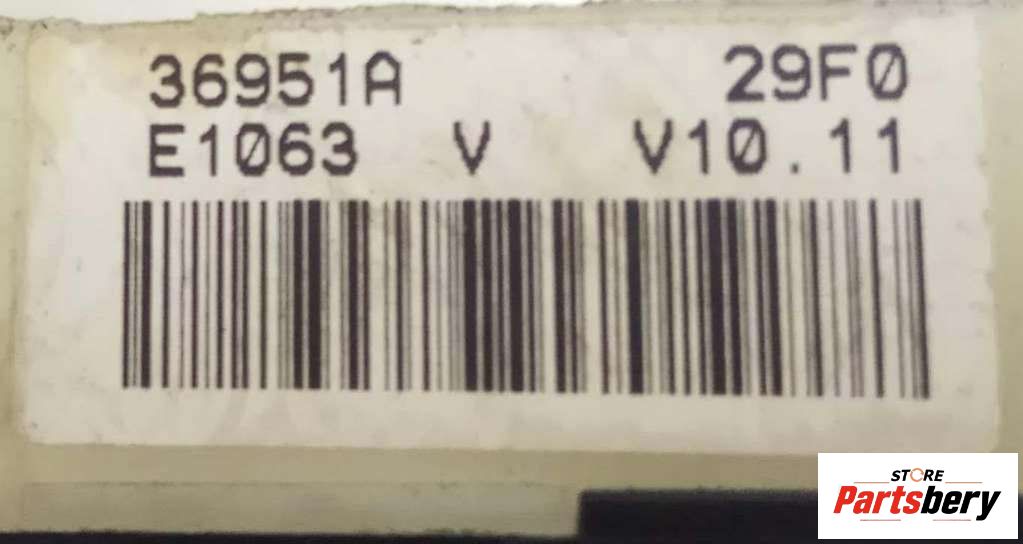 36951A 29F0
E1063 V V10.11
STORE
Partsbery